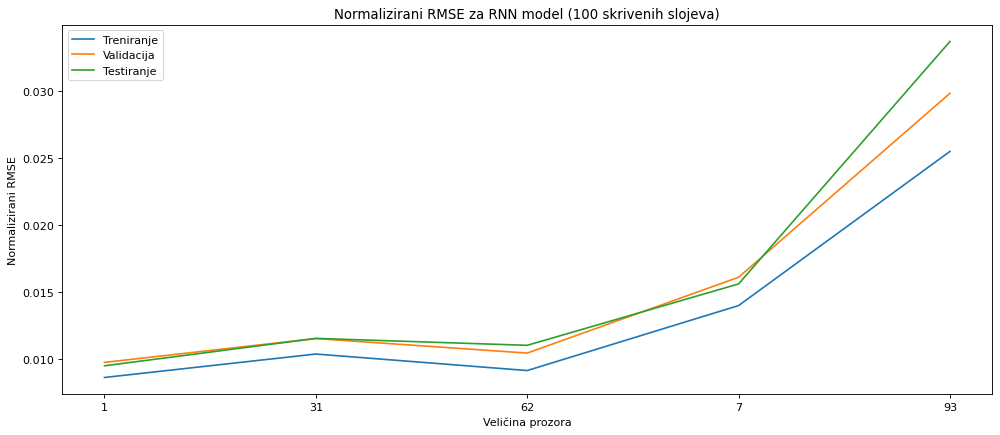 Normalizirani RMSE za RNN model (100 skrivenih slojeva)
Treniranje
Validacija
Testiranje
Normalizirani RMSE
0.030
0.025
0.020
0.015
0.010
1 31 62 7 93
Veličina prozora